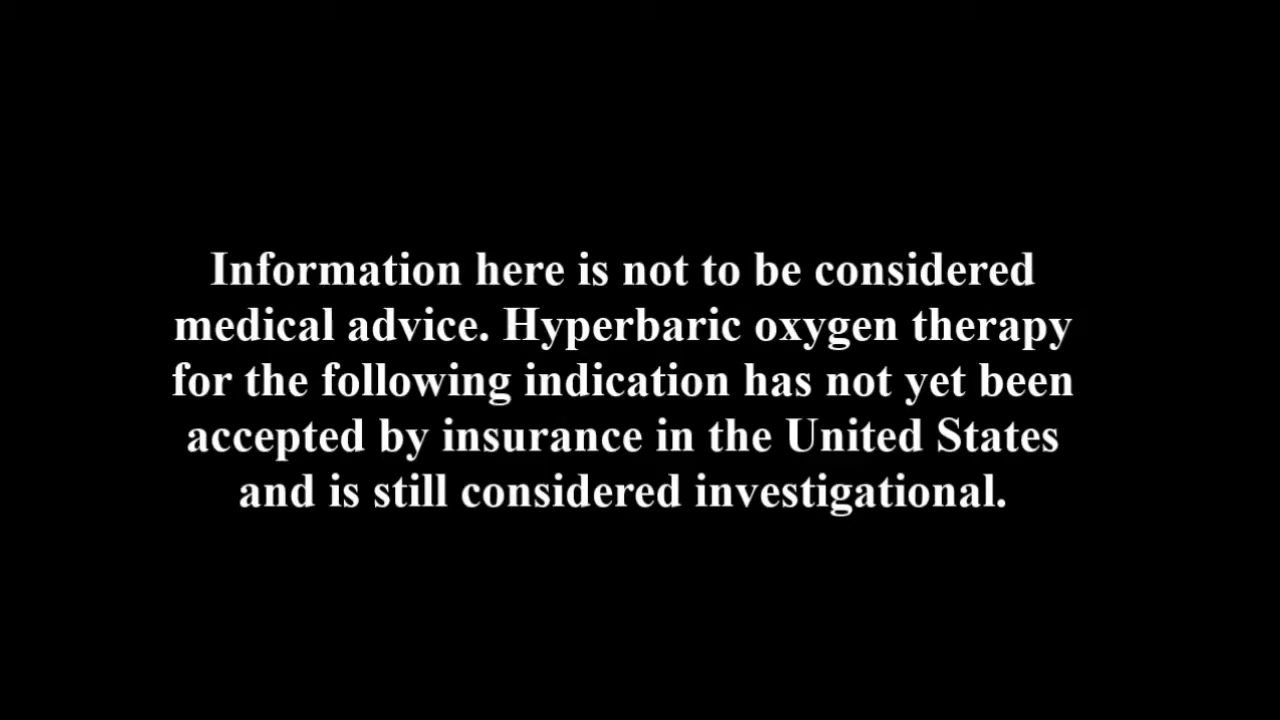 Information here is not to be considered
medical advice. Hyperbaric oxygen therapy
for the following indication has not yet been
accepted by insurance in the United States
and is still considered investigational.